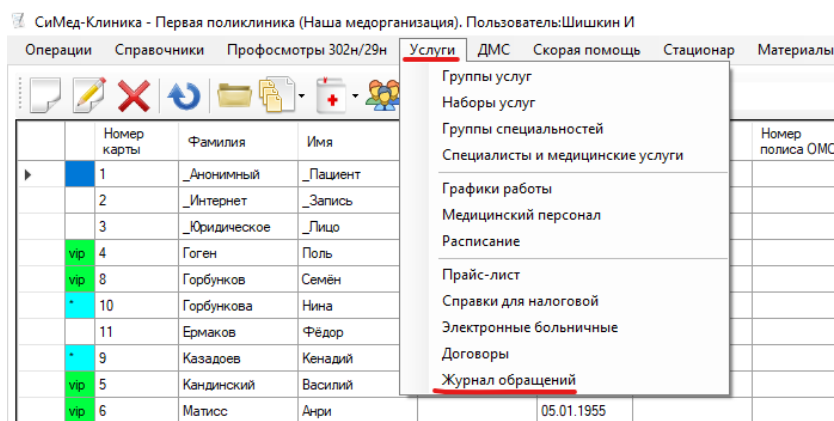 СиМед-Клиника - Первая поликлиника (Наша медорганизация). Пользователь:Шишкин И
Операции Справочники Профосмотры 302н/29н Услуги ДМС Скорая помощь Стационар Материалы
Группы услуг
Наборы услуг
Группы специальностей
Специалисты и медицинские услуги
Графики работы
Медицинский персонал
Расписание
Прайс-лист
Справки для налоговой
Электронные больничные
Договоры
Журнал обращений
Номер карты Фамилия Имя Номер полиса ОМС
1 _Анонимный _Пациент
2 _Интернет _Запись
3 _Юридическое _Лицо
vip 4 Гоген Поль
vip 8 Горбунков Семён
* 10 Горбункова Нина
11 Ермаков Фёдор
* 9 Казадоев Кенадий
vip 5 Кандинский Василий
vip 6 Матисс Анри 05.01.1955